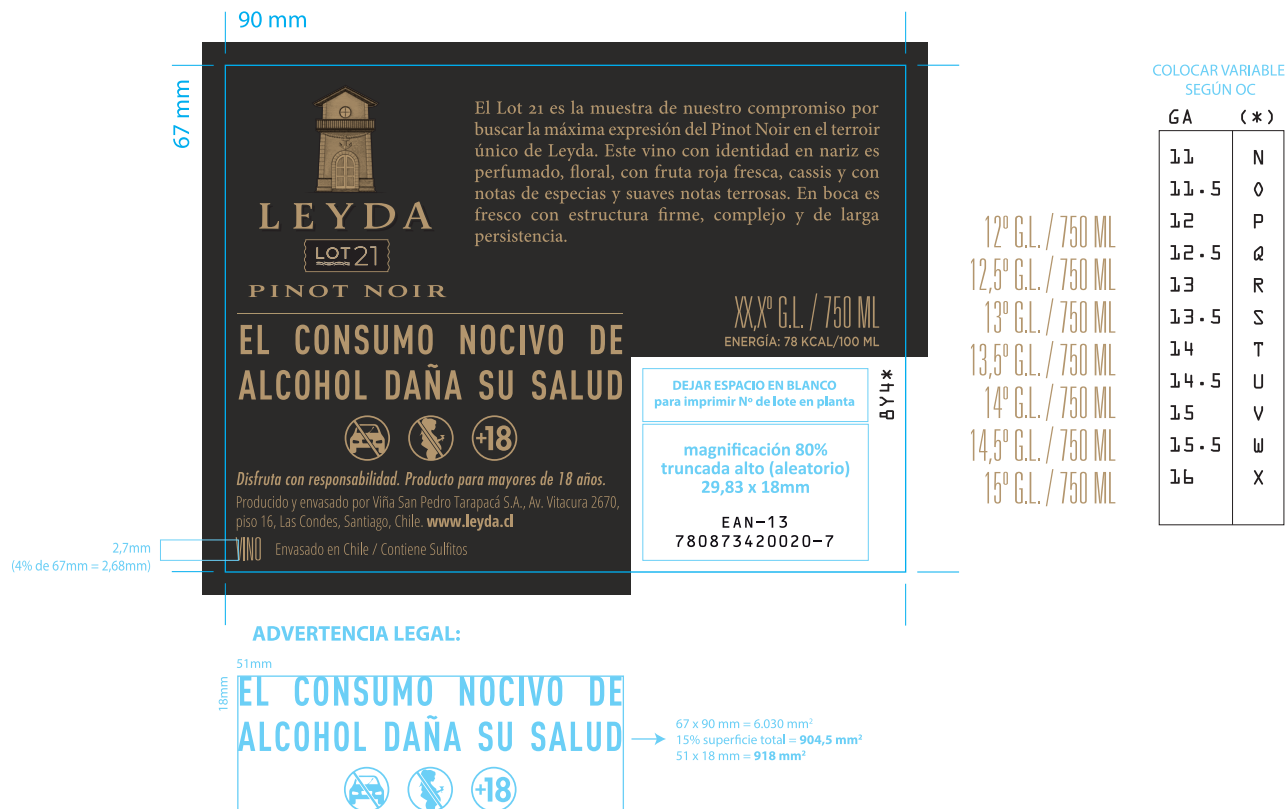 90 mm
67 mm
LEYDA
LOT 21
PINOT NOIR
El Lot 21 es la muestra de nuestro compromiso por
buscar la máxima expresión del Pinot Noir en el terroir
único de Leyda. Este vino con identidad en nariz es
perfumado, floral, con fruta roja fresca, cassis y con
notas de especias y suaves notas terrosas. En boca es
fresco con estructura firme, complejo y de larga
persistencia.
XX,Xº G.L. / 750 ML
ENERGÍA: 78 KCAL/100 ML
EL CONSUMO NOCIVO DE
ALCOHOL DAÑA SU SALUD
+18
Disfruta con responsabilidad. Producto para mayores de 18 años.
Producido y envasado por Viña San Pedro Tarapacá S.A., Av. Vitacura 2670,
piso 16, Las Condes, Santiago, Chile. www.leyda.cl
VINO Envasado en Chile / Contiene Sulfitos
2,7mm
(4% de 67mm = 2,68mm)
DEJAR ESPACIO EN BLANCO
para imprimir Nº de lote en planta
8Y4*
magnificación 80%
truncada alto (aleatorio)
29,83 x 18mm
EAN-13
780873420020-7
12º G.L. / 750 ML
12,5º G.L. / 750 ML
13º G.L. / 750 ML
13,5º G.L. / 750 ML
14º G.L. / 750 ML
14,5º G.L. / 750 ML
15º G.L. / 750 ML
COLOCAR VARIABLE
SEGÚN OC
GA (*)
11 N
11.5 O
12 P
12.5 Q
13 R
13.5 S
14 T
14.5 U
15 V
15.5 W
16 X
ADVERTENCIA LEGAL:
51mm
18mm
EL CONSUMO NOCIVO DE
ALCOHOL DAÑA SU SALUD
+18
67 x 90 mm = 6.030 mm²
15% superficie total = 904,5 mm²
51 x 18 mm = 918 mm²